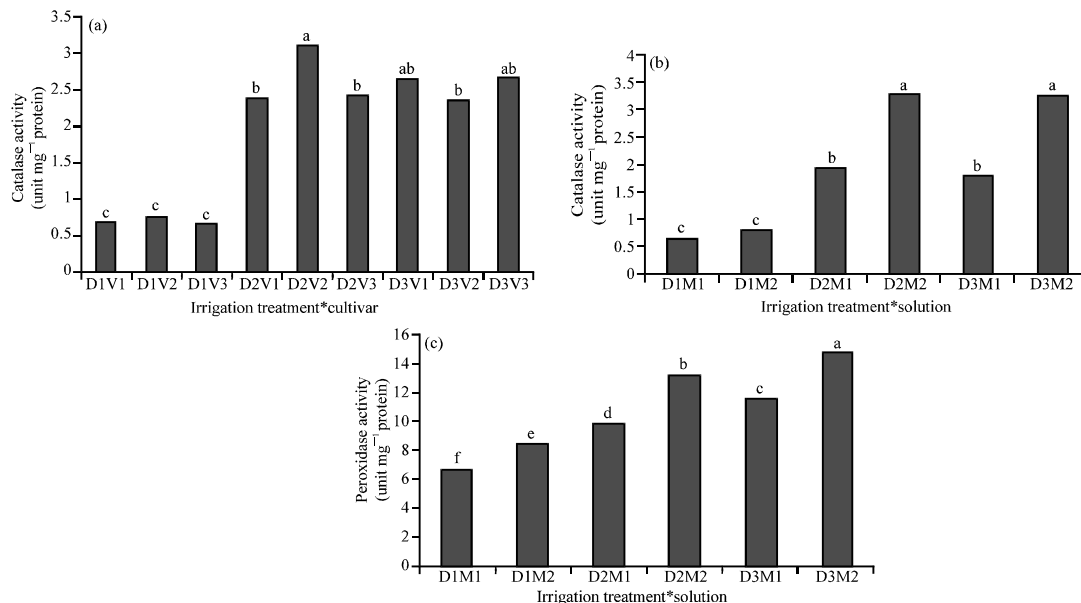 (a)
3.5
3
2.5
2
1.5
1
0.5
0
Catalase activity
(unit mg⁻¹ protein)
c
c
c
b
a
b
ab
b
ab
D1V1 D1V2 D1V3 D2V1 D2V2 D2V3 D3V1 D3V2 D3V3
Irrigation treatment*cultivar
(b)
4
3.5
3
2.5
2
1.5
1
0.5
0
Catalase activity
(unit mg⁻¹ protein)
c
c
b
a
b
a
D1M1 D1M2 D2M1 D2M2 D3M1 D3M2
Irrigation treatment*solution
(c)
16
14
12
10
8
6
4
2
0
Peroxidase activity
(unit mg⁻¹ protein)
f
e
d
b
c
a
D1M1 D1M2 D2M1 D2M2 D3M1 D3M2
Irrigation treatment*solution